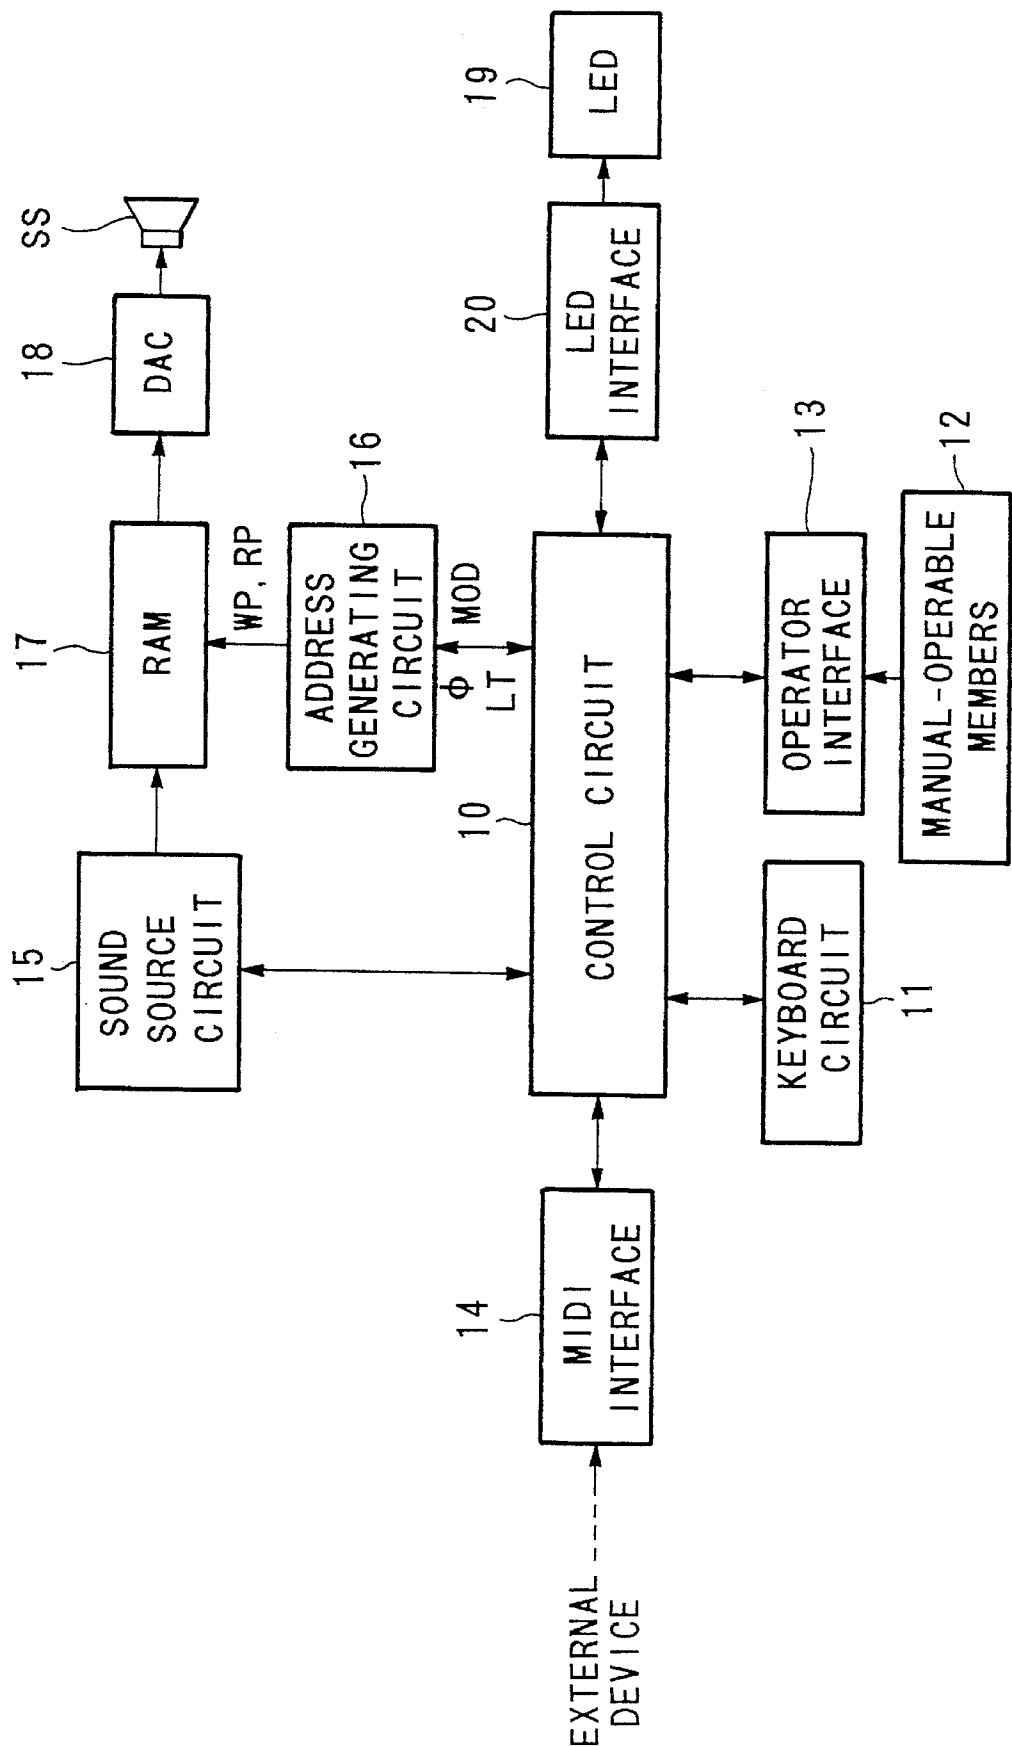 SS
18
DAC
17
RAM
15
SOUND
SOURCE
CIRCUIT
WP, RP
16
ADDRESS
GENERATING
CIRCUIT
Φ
LT
MOD
10
CONTROL CIRCUIT
19
LED
20
LED
INTERFACE
14
MIDI
INTERFACE
EXTERNAL
DEVICE
11
KEYBOARD
CIRCUIT
13
OPERATOR
INTERFACE
12
MANUAL-OPERABLE
MEMBERS